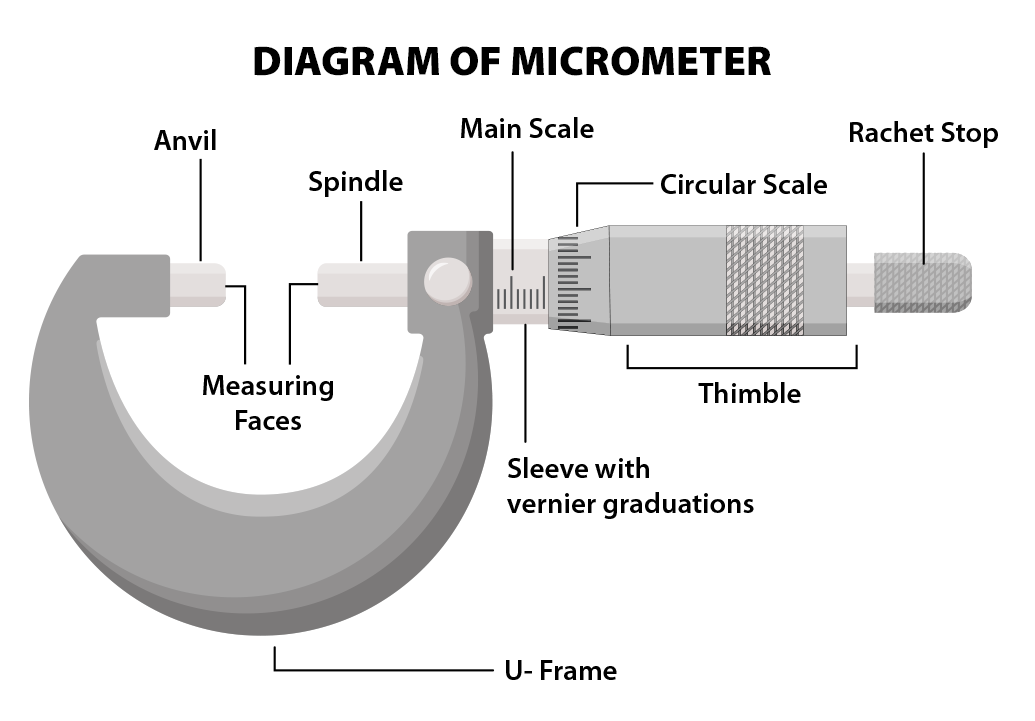 DIAGRAM OF MICROMETER
Anvil
Main Scale
Rachet Stop
Spindle
Circular Scale
Measuring
Faces
Thimble
Sleeve with
vernier graduations
U- Frame